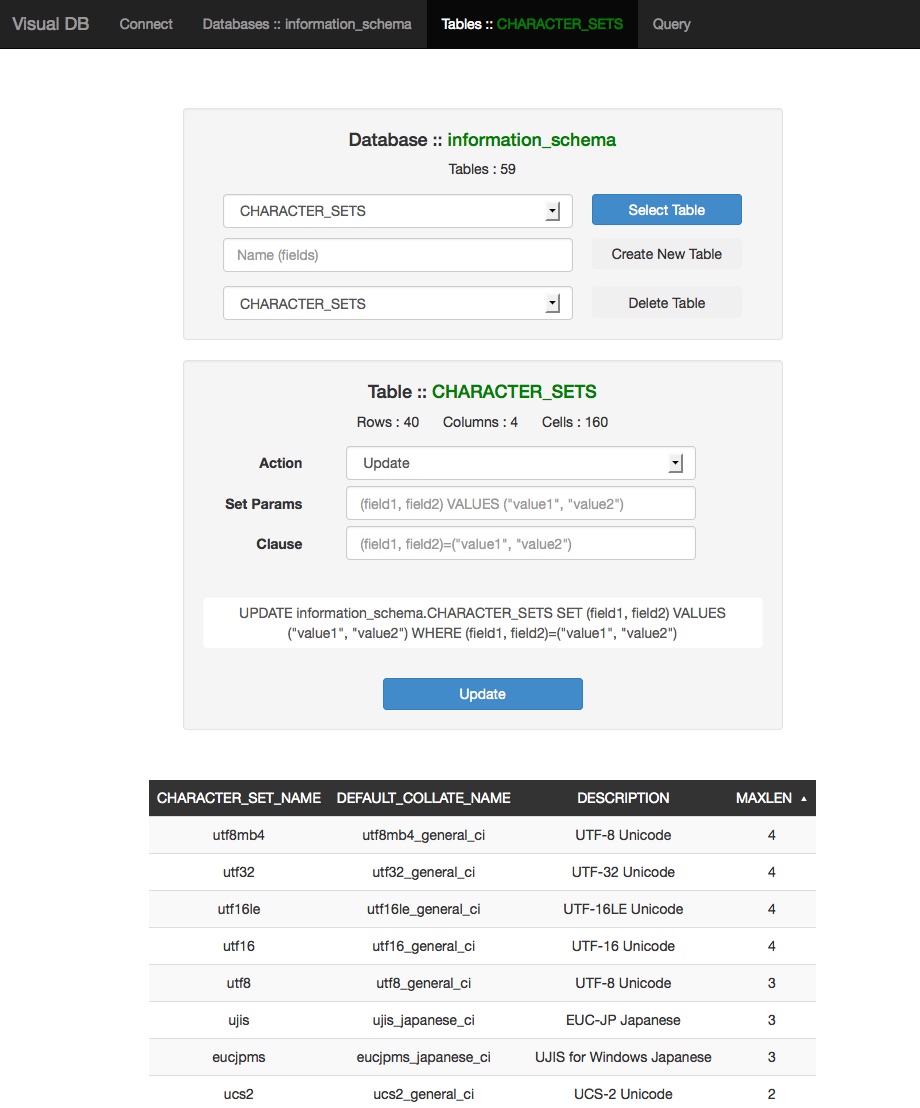 Visual DB Connect Databases :: information_schema Tables :: CHARACTER_SETS Query
Database :: information_schema
Tables : 59
CHARACTER_SETS Select Table
Name (fields) Create New Table
CHARACTER_SETS Delete Table
Table :: CHARACTER_SETS
Rows : 40 Columns : 4 Cells : 160
Action Update
Set Params (field1, field2) VALUES ("value1", "value2")
Clause (field1, field2)=("value1", "value2")
UPDATE information_schema.CHARACTER_SETS SET (field1, field2) VALUES
("value1", "value2") WHERE (field1, field2)=("value1", "value2")
Update
CHARACTER_SET_NAME DEFAULT_COLLATE_NAME DESCRIPTION MAXLEN ▲
utf8mb4 utf8mb4_general_ci UTF-8 Unicode 4
utf32 utf32_general_ci UTF-32 Unicode 4
utf16le utf16le_general_ci UTF-16LE Unicode 4
utf16 utf16_general_ci UTF-16 Unicode 4
utf8 utf8_general_ci UTF-8 Unicode 3
ujis ujis_japanese_ci EUC-JP Japanese 3
eucjpms eucjpms_japanese_ci UJIS for Windows Japanese 3
ucs2 ucs2_general_ci UCS-2 Unicode 2